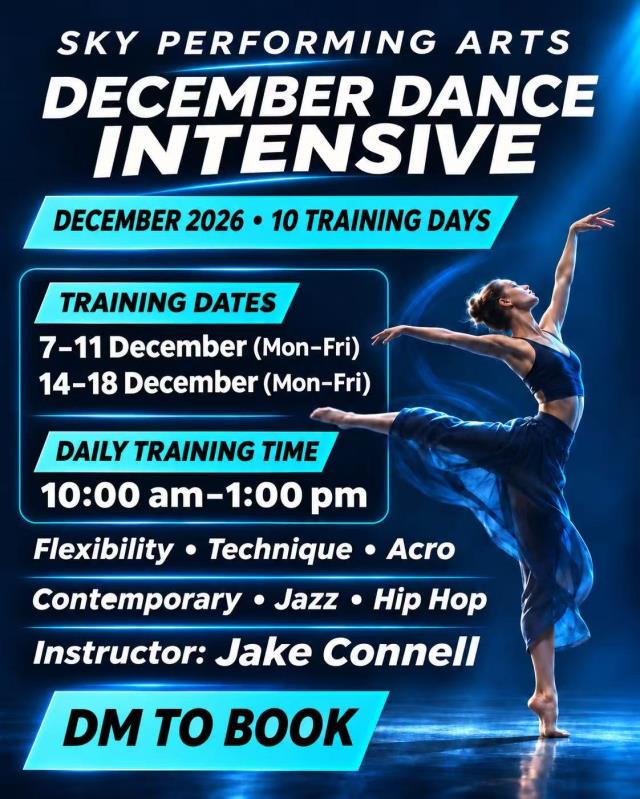 SKY PERFORMING ARTS
DECEMBER DANCE
INTENSIVE
DECEMBER 2026 • 10 TRAINING DAYS
TRAINING DATES
7–11 December (Mon–Fri)
14–18 December (Mon–Fri)
DAILY TRAINING TIME
10:00 am–1:00 pm
Flexibility • Technique • Acro
Contemporary • Jazz • Hip Hop
Instructor: Jake Connell
DM TO BOOK